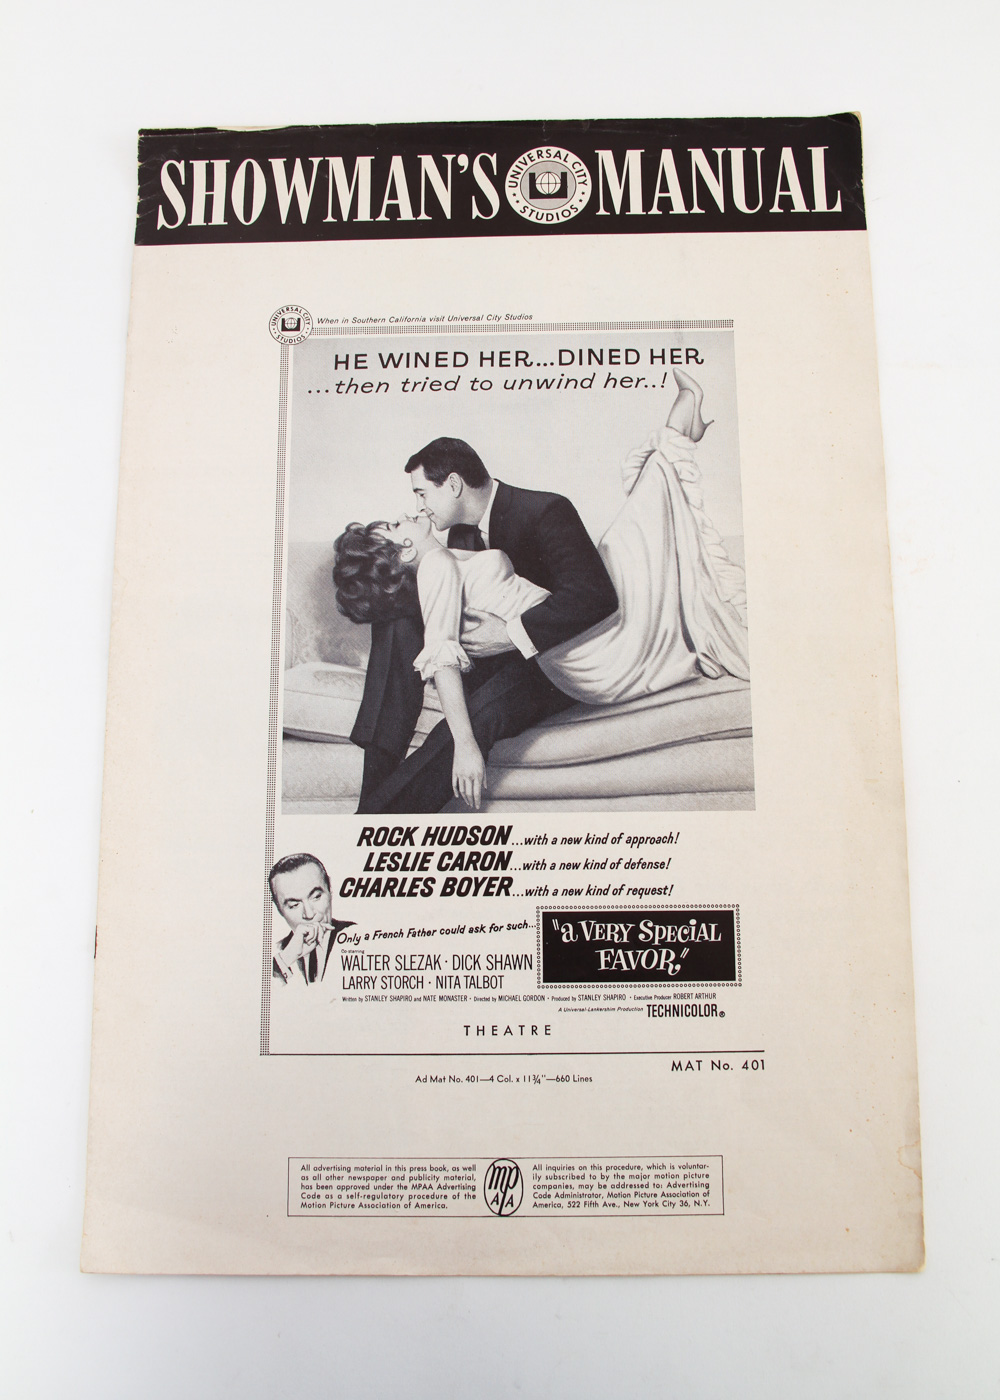 SHOWMAN'S UNIVERSAL CITY STUDIOS MANUAL
UNIVERSAL CITY STUDIOS
When in Southern California visit Universal City Studios
HE WINED HER...DINED HER
...then tried to unwind her..!
ROCK HUDSON...with a new kind of approach!
LESLIE CARON...with a new kind of defense!
CHARLES BOYER...with a new kind of request!
Only a French Father could ask for such...
"a VERY SPECIAL
FAVOR"
Co-starring
WALTER SLEZAK · DICK SHAWN
LARRY STORCH · NITA TALBOT
Written by STANLEY SHAPIRO and NATE MONASTER · Directed by MICHAEL GORDON · Produced by STANLEY SHAPIRO · Executive Producer ROBERT ARTHUR
A Universal-Lankershim Production TECHNICOLOR®
THEATRE
MAT No. 401
Ad Mat No. 401—4 Col. x 11¾"—660 Lines
All advertising material in this press book, as well
as all other newspaper and publicity material,
has been approved under the MPAA Advertising
Code as a self-regulatory procedure of the
Motion Picture Association of America.
mp
AA
All inquiries on this procedure, which is voluntar-
ily subscribed to by the major motion picture
companies, may be addressed to: Advertising
Code Administrator, Motion Picture Association of
America, 522 Fifth Ave., New York City 36, N.Y.